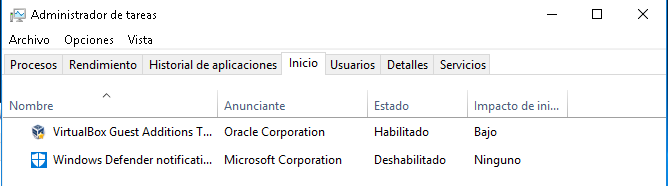 Administrador de tareas
Archivo Opciones Vista
Procesos Rendimiento Historial de aplicaciones Inicio Usuarios Detalles Servicios
Nombre Anunciante Estado Impacto de ini...
VirtualBox Guest Additions T... Oracle Corporation Habilitado Bajo
Windows Defender notificati... Microsoft Corporation Deshabilitado Ninguno